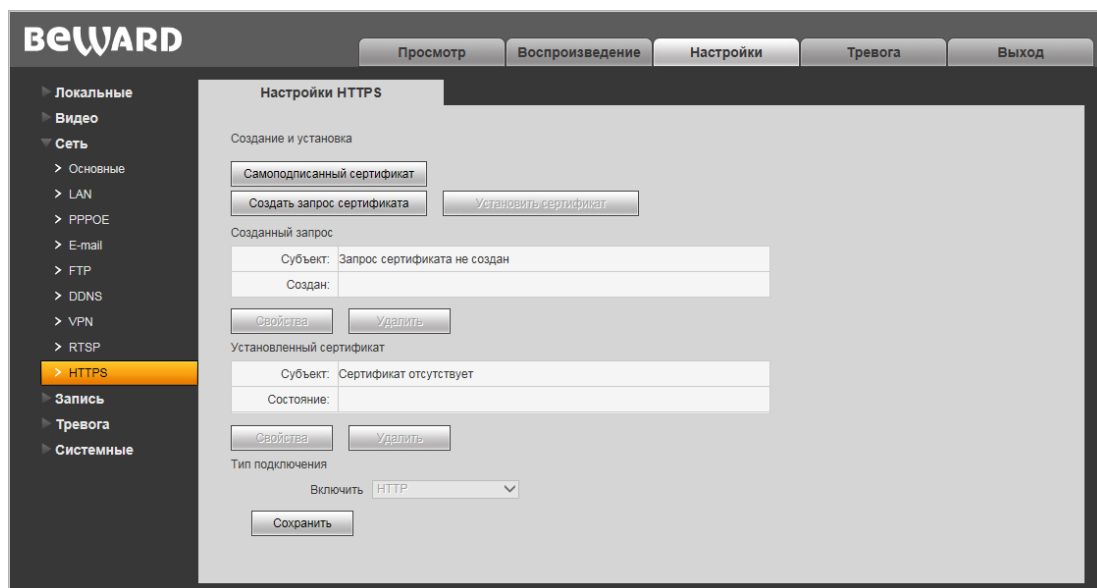 BEWARD
Просмотр Воспроизведение Настройки Тревога Выход
Локальные
Видео
Сеть
Основные
LAN
PPPOE
E-mail
FTP
DDNS
VPN
RTSP
HTTPS
Запись
Тревога
Системные
Настройки HTTPS
Создание и установка
Самоподписанный сертификат
Создать запрос сертификата Установить сертификат
Созданный запрос
Субъект: Запрос сертификата не создан
Создан:
Свойства Удалить
Установленный сертификат
Субъект: Сертификат отсутствует
Состояние:
Свойства Удалить
Тип подключения
Включить HTTP
Сохранить